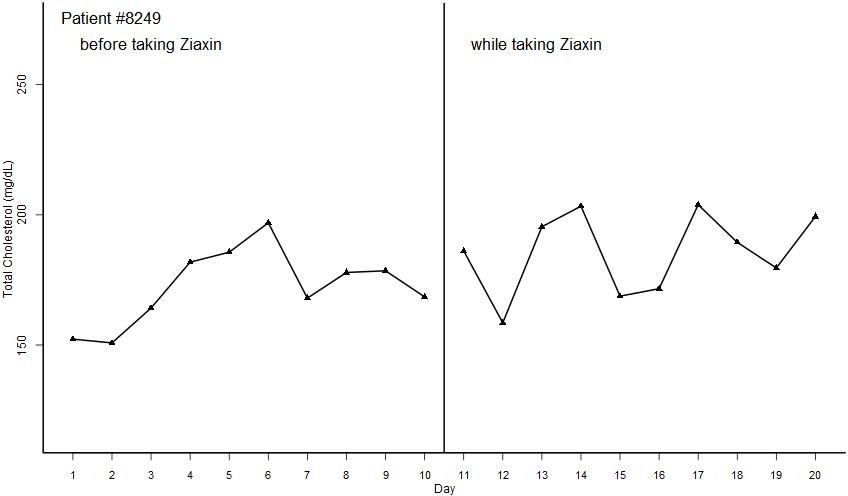 Patient #8249
before taking Ziaxin
while taking Ziaxin
Total Cholesterol (mg/dL)
250
200
150
1 2 3 4 5 6 7 8 9 10 11 12 13 14 15 16 17 18 19 20
Day